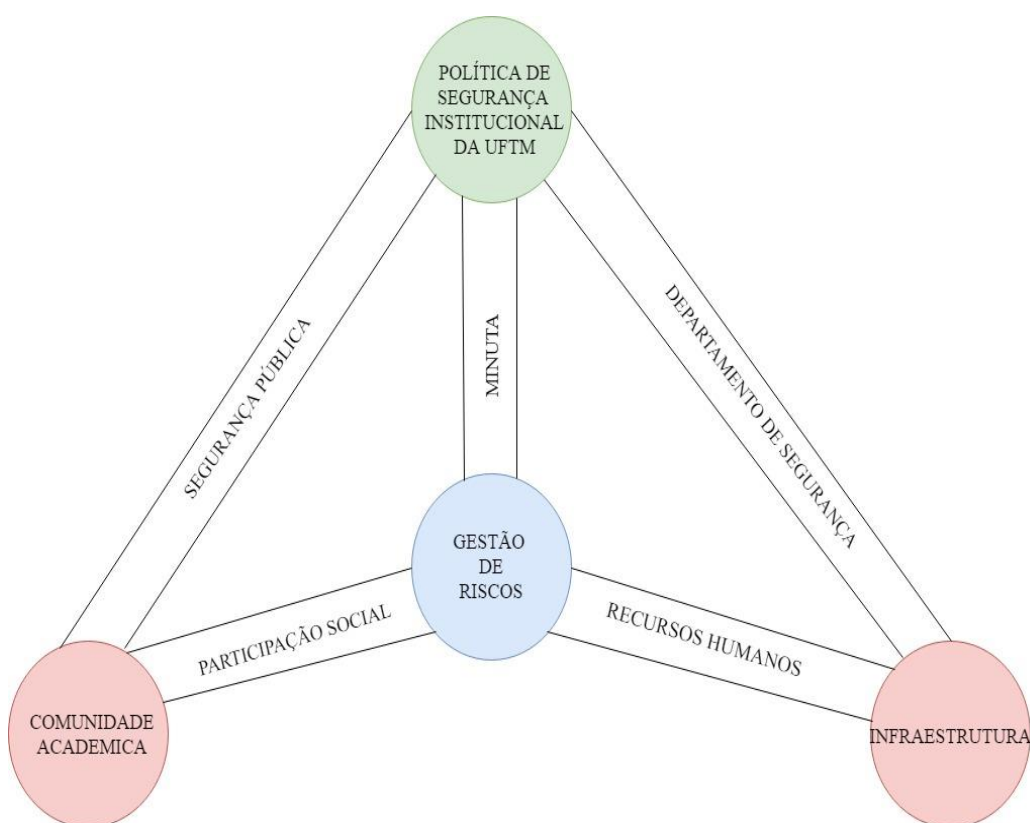 POLÍTICA DE
SEGURANÇA
INSTITUCIONAL
DA UFTM
SEGURANÇA PÚBLICA
MINUTA
DEPARTAMENTO DE SEGURANÇA
GESTÃO
DE
RISCOS
PARTICIPAÇÃO SOCIAL
RECURSOS HUMANOS
COMUNIDADE
ACADEMICA
INFRAESTRUTURA